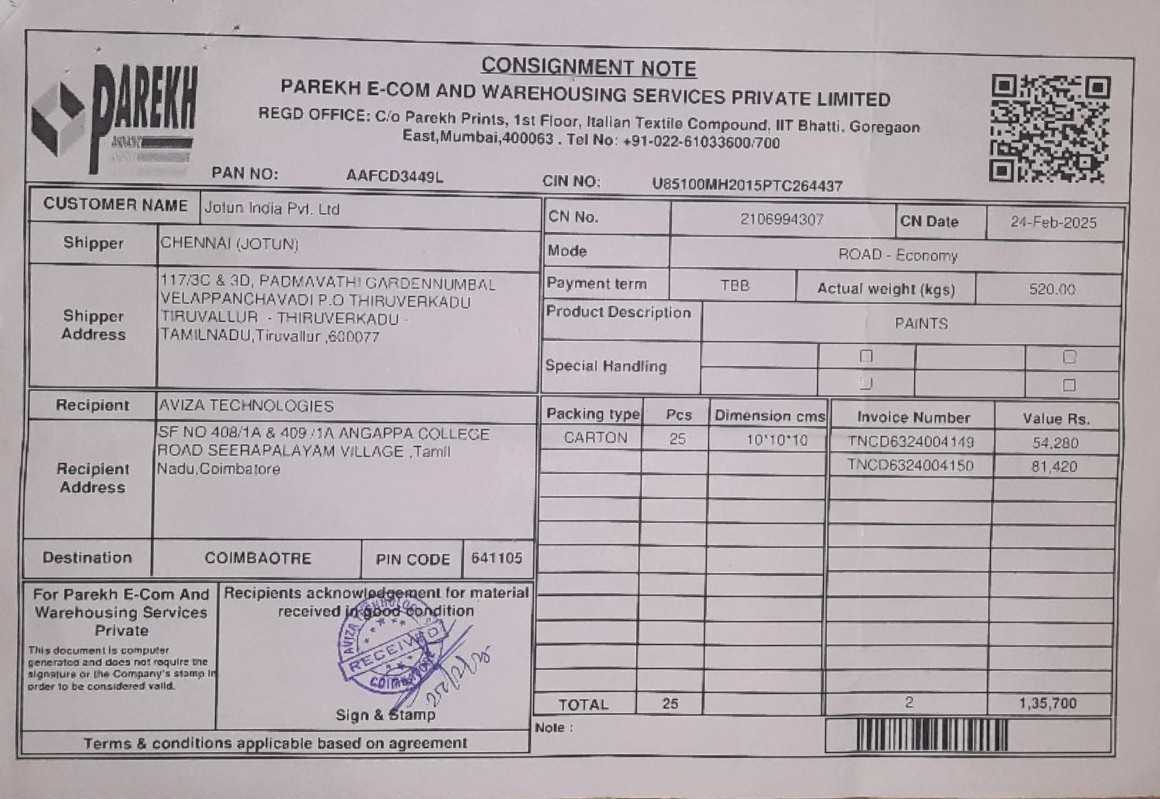 CONSIGNMENT NOTE
PAREKH
PAREKH E-COM AND WAREHOUSING SERVICES PRIVATE LIMITED
REGD OFFICE: C/o Parekh Prints, 1st Floor, Italian Textile Compound, IIT Bhatti. Goregaon
East,Mumbai,400063 . Tel No: +91-022-61033600/700
PAN NO: AAFCD3449L CIN NO: U85100MH2015PTC264437
CUSTOMER NAME Jotun India Pvt. Ltd
Shipper CHENNAI (JOTUN)
Shipper Address
117/3C & 3D, PADMAVATHI GARDENNUMBAL
VELAPPANCHAVADI P.O THIRUVERKADU
TIRUVALLUR - THIRUVERKADU -
TAMILNADU,Tiruvallur ,600077
Recipient AVIZA TECHNOLOGIES
Recipient Address
SF NO 408/1A & 409 /1A ANGAPPA COLLEGE
ROAD SEERAPALAYAM VILLAGE ,Tamil
Nadu,Coimbatore
Destination COIMBAOTRE PIN CODE 641105
For Parekh E-Com And
Warehousing Services
Private
This document is computer
generated and does not require the
signature or the Company's stamp in
order to be considered valid.
Recipients acknowledgement for material
received in good condition
RECEIVED
Sign & Stamp
Terms & conditions applicable based on agreement
CN No. 2106994307 CN Date 24-Feb-2025
Mode ROAD - Economy
Payment term TBB Actual weight (kgs) 520.00
Product Description PAINTS
Special Handling
Packing type Pcs Dimension cms Invoice Number Value Rs.
CARTON 25 10*10*10 TNCD6324004149 54,280
TNCD6324004150 81,420
TOTAL 25 2 1,35,700
Note :